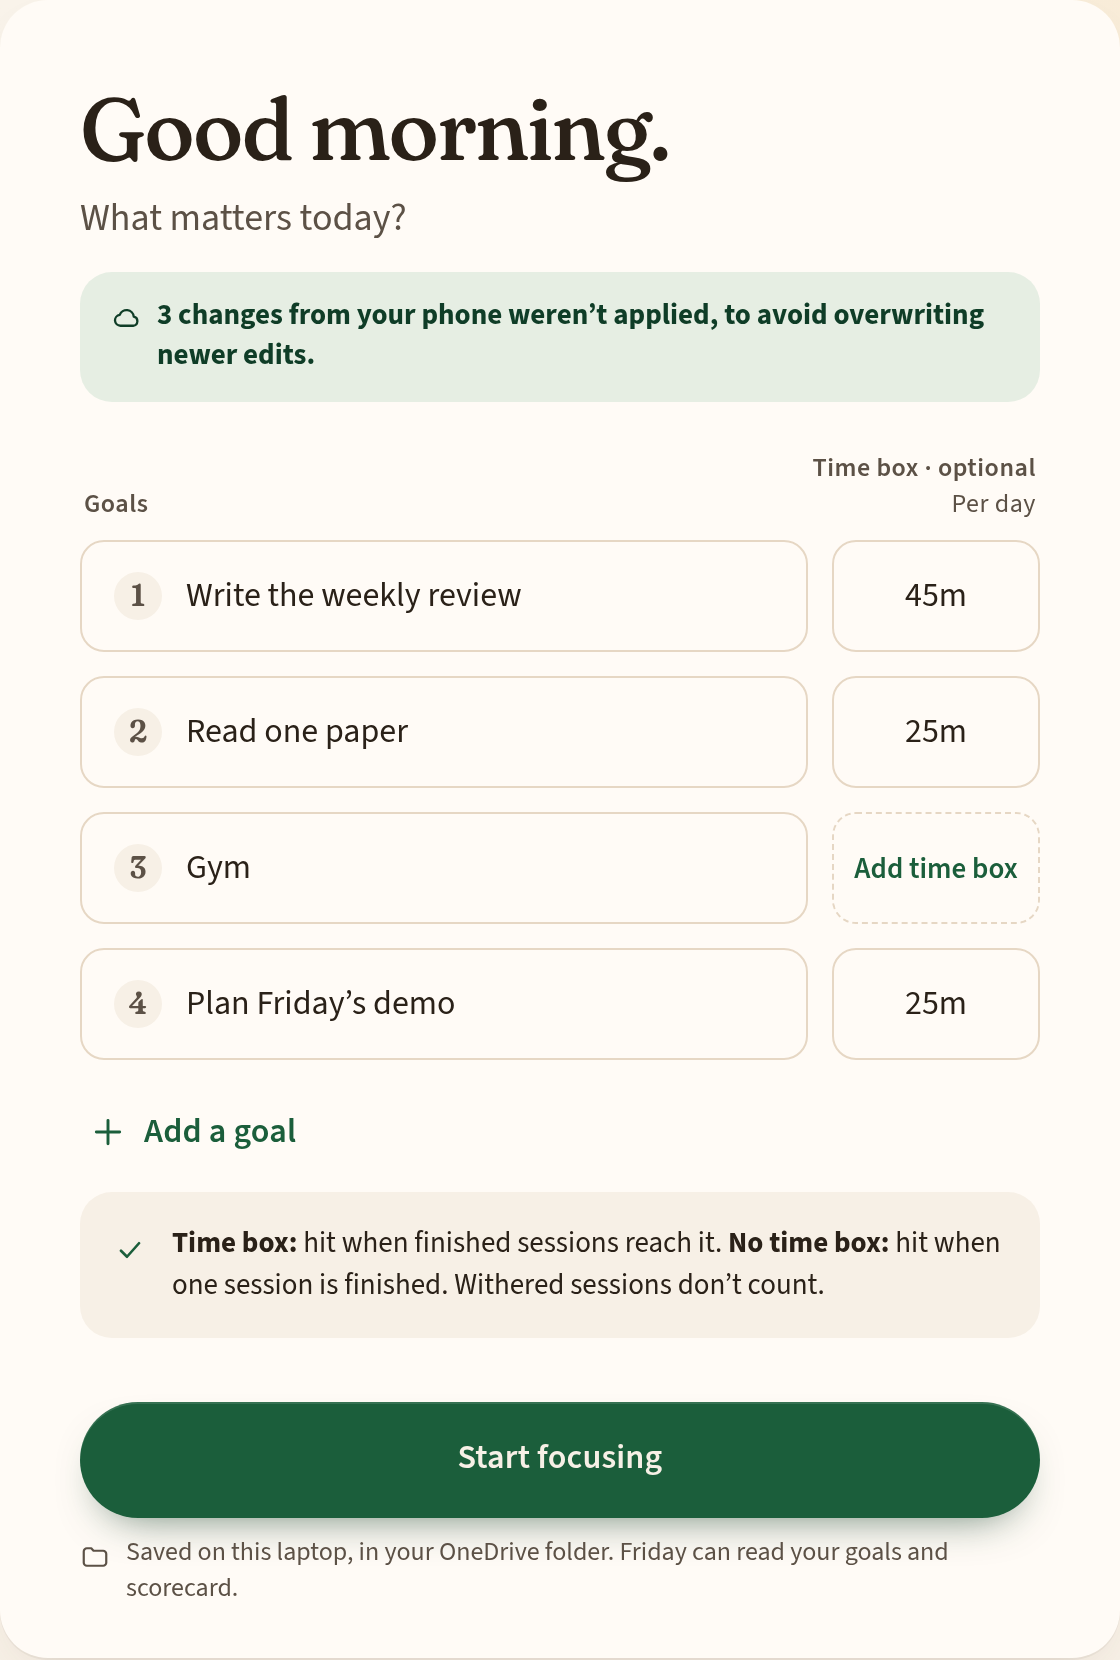 Good morning.
What matters today?
3 changes from your phone weren’t applied, to avoid overwriting
newer edits.
Time box · optional
Goals
Per day
1 Write the weekly review
45m
2 Read one paper
25m
3 Gym
Add time box
4 Plan Friday’s demo
25m
Add a goal
Time box: hit when finished sessions reach it. No time box: hit when
one session is finished. Withered sessions don’t count.
Start focusing
Saved on this laptop, in your OneDrive folder. Friday can read your goals and
scorecard.